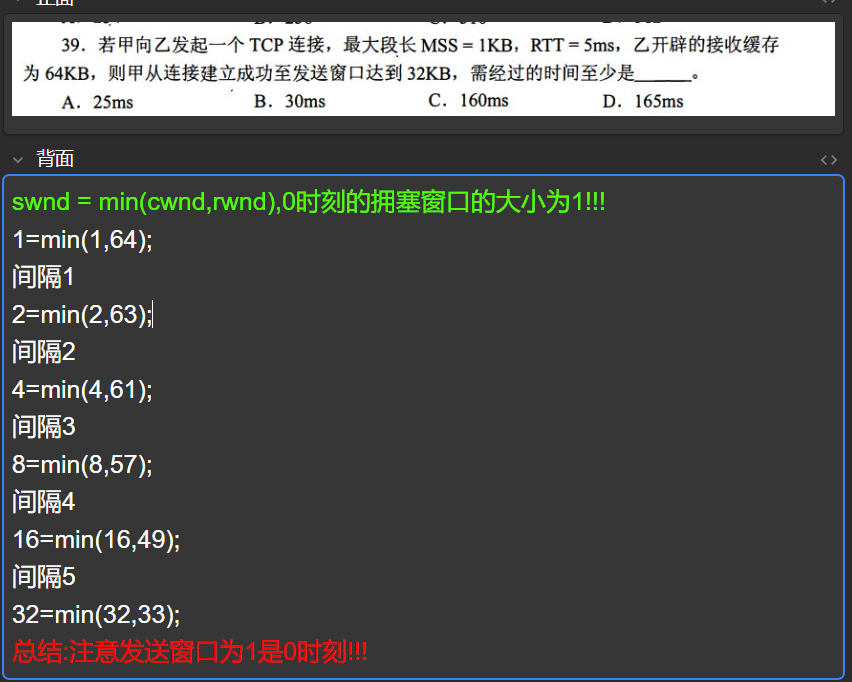 39．若甲向乙发起一个 TCP 连接，最大段长 MSS = 1KB，RTT = 5ms，乙开辟的接收缓存
为 64KB，则甲从连接建立成功至发送窗口达到 32KB，需经过的时间至少是______。
A．25ms B．30ms C．160ms D．165ms
背面
swnd = min(cwnd,rwnd),0时刻的拥塞窗口的大小为1!!!
1=min(1,64);
间隔1
2=min(2,63);
间隔2
4=min(4,61);
间隔3
8=min(8,57);
间隔4
16=min(16,49);
间隔5
32=min(32,33);
总结:注意发送窗口为1是0时刻!!!